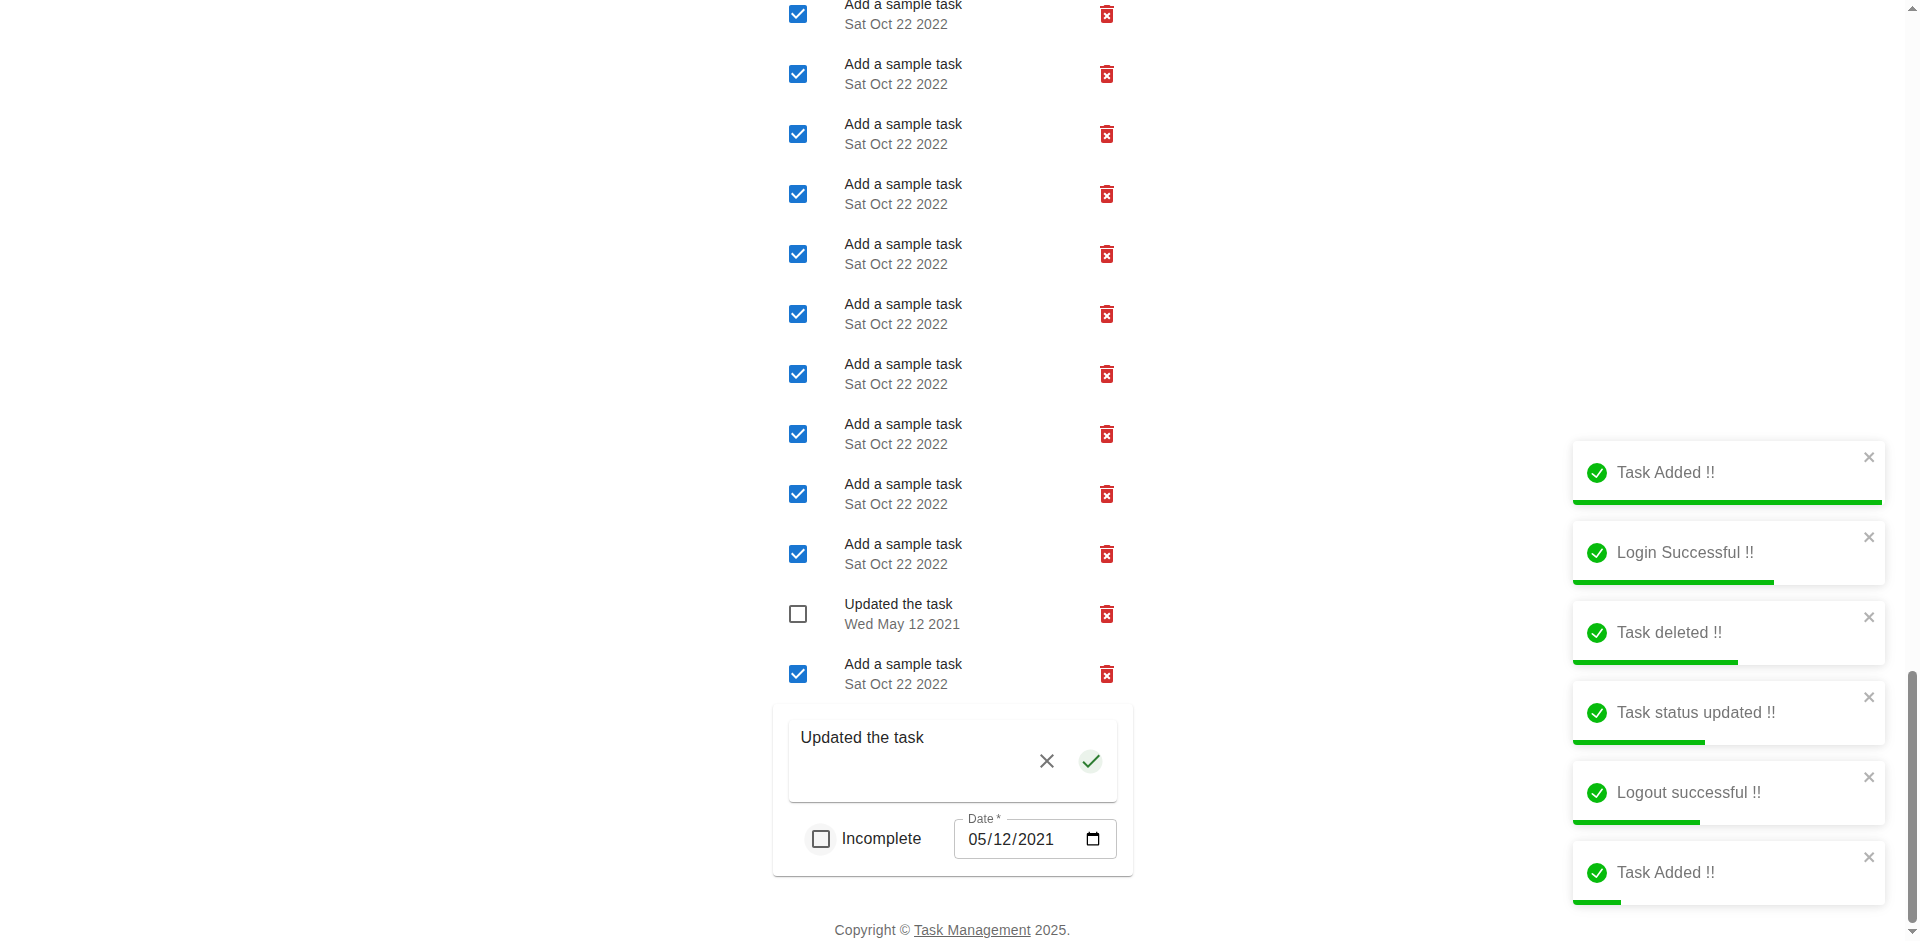 Add a sample task
Sat Oct 22 2022
Add a sample task
Sat Oct 22 2022
Add a sample task
Sat Oct 22 2022
Add a sample task
Sat Oct 22 2022
Add a sample task
Sat Oct 22 2022
Add a sample task
Sat Oct 22 2022
Add a sample task
Sat Oct 22 2022
Add a sample task
Sat Oct 22 2022
Add a sample task
Sat Oct 22 2022
Add a sample task
Sat Oct 22 2022
Updated the task
Wed May 12 2021
Add a sample task
Sat Oct 22 2022
Updated the task
Date *
Incomplete
05/12/2021
Copyright © Task Management 2025.
Task Added !!
Login Successful !!
Task deleted !!
Task status updated !!
Logout successful !!
Task Added !!